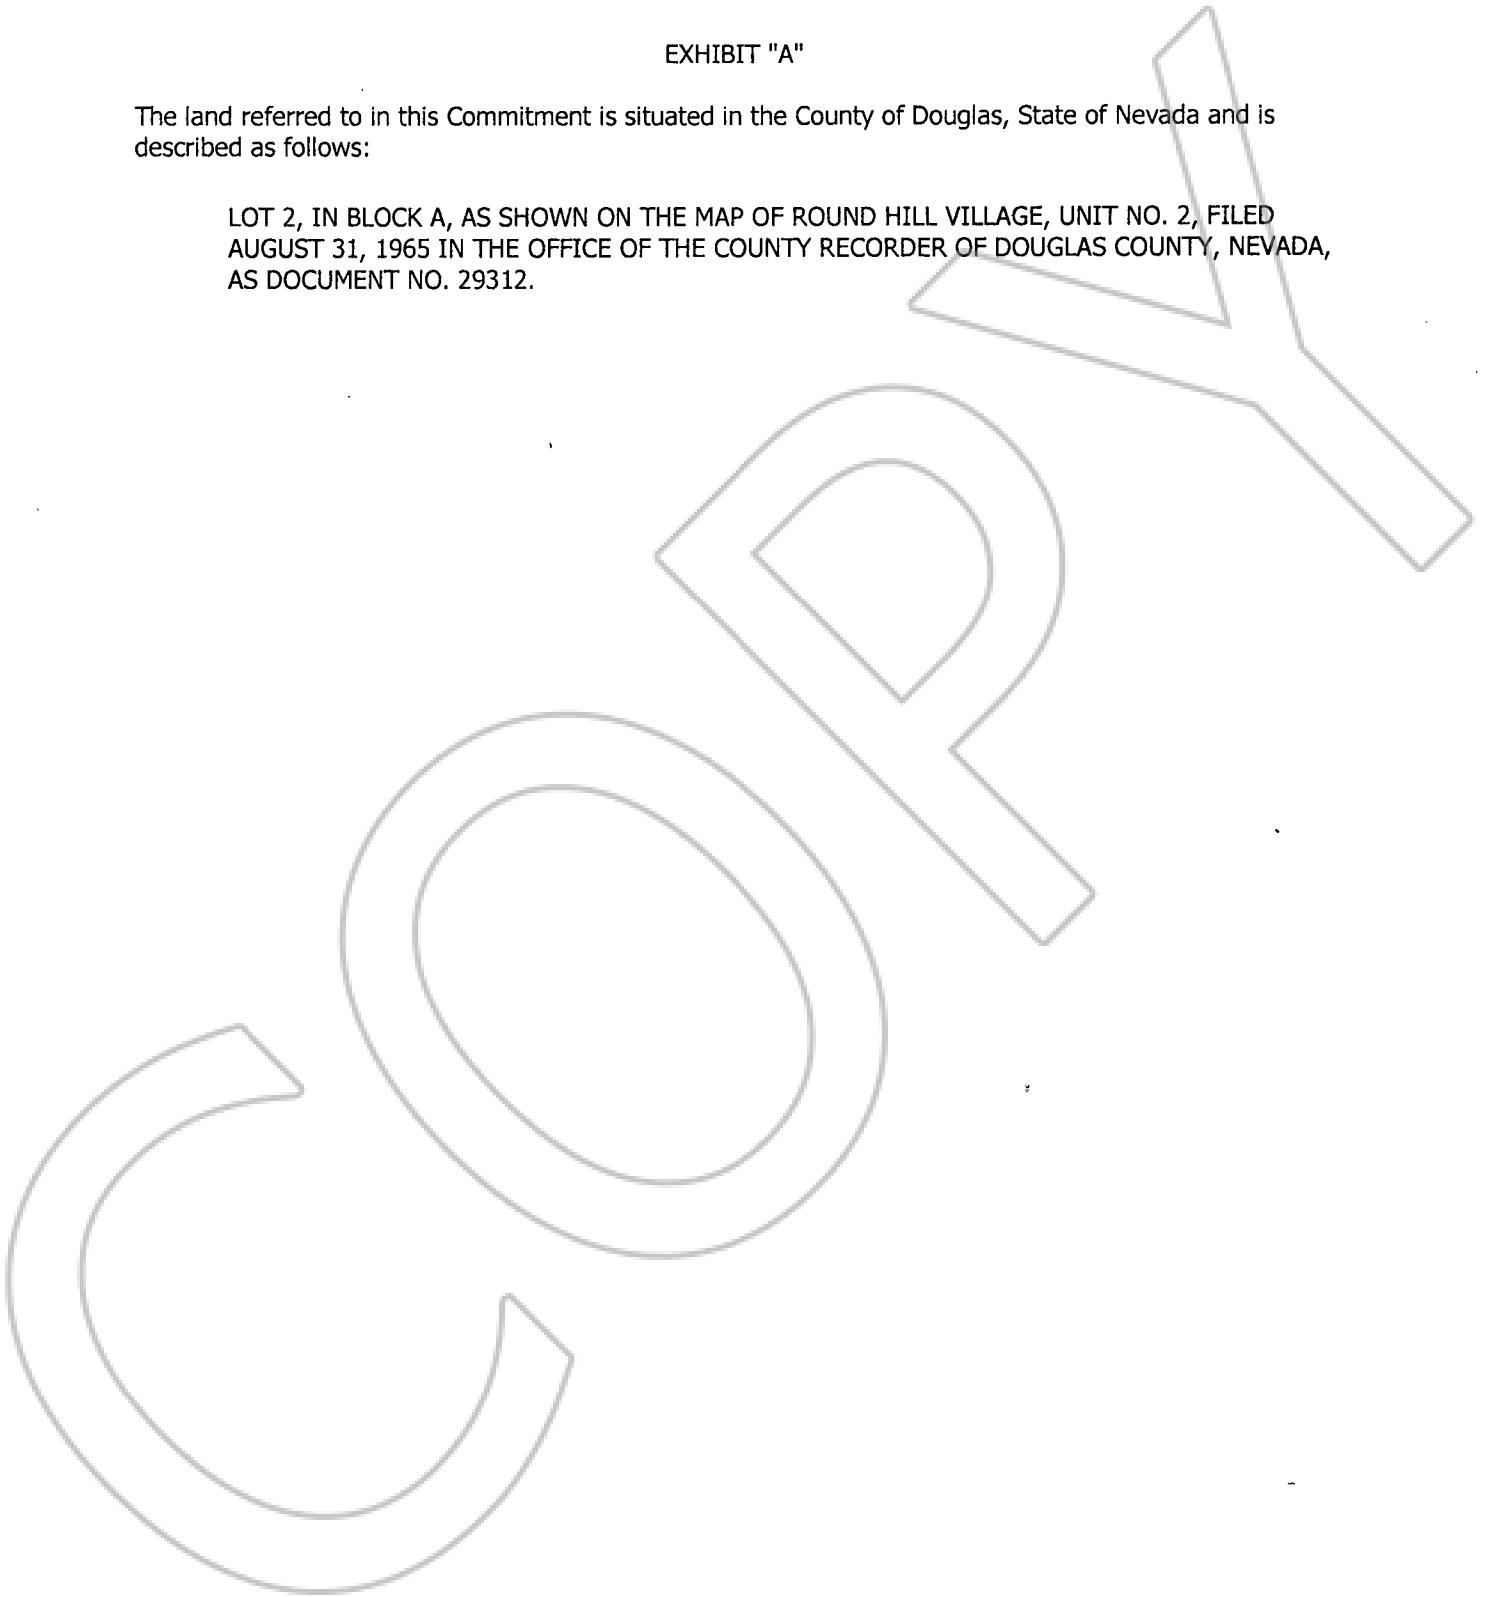 EXHIBIT "A"
The land referred to in this Commitment is situated in the County of Douglas, State of Nevada and is
described as follows:
LOT 2, IN BLOCK A, AS SHOWN ON THE MAP OF ROUND HILL VILLAGE, UNIT NO. 2, FILED
AUGUST 31, 1965 IN THE OFFICE OF THE COUNTY RECORDER OF DOUGLAS COUNTY, NEVADA,
AS DOCUMENT NO. 29312.
COPY